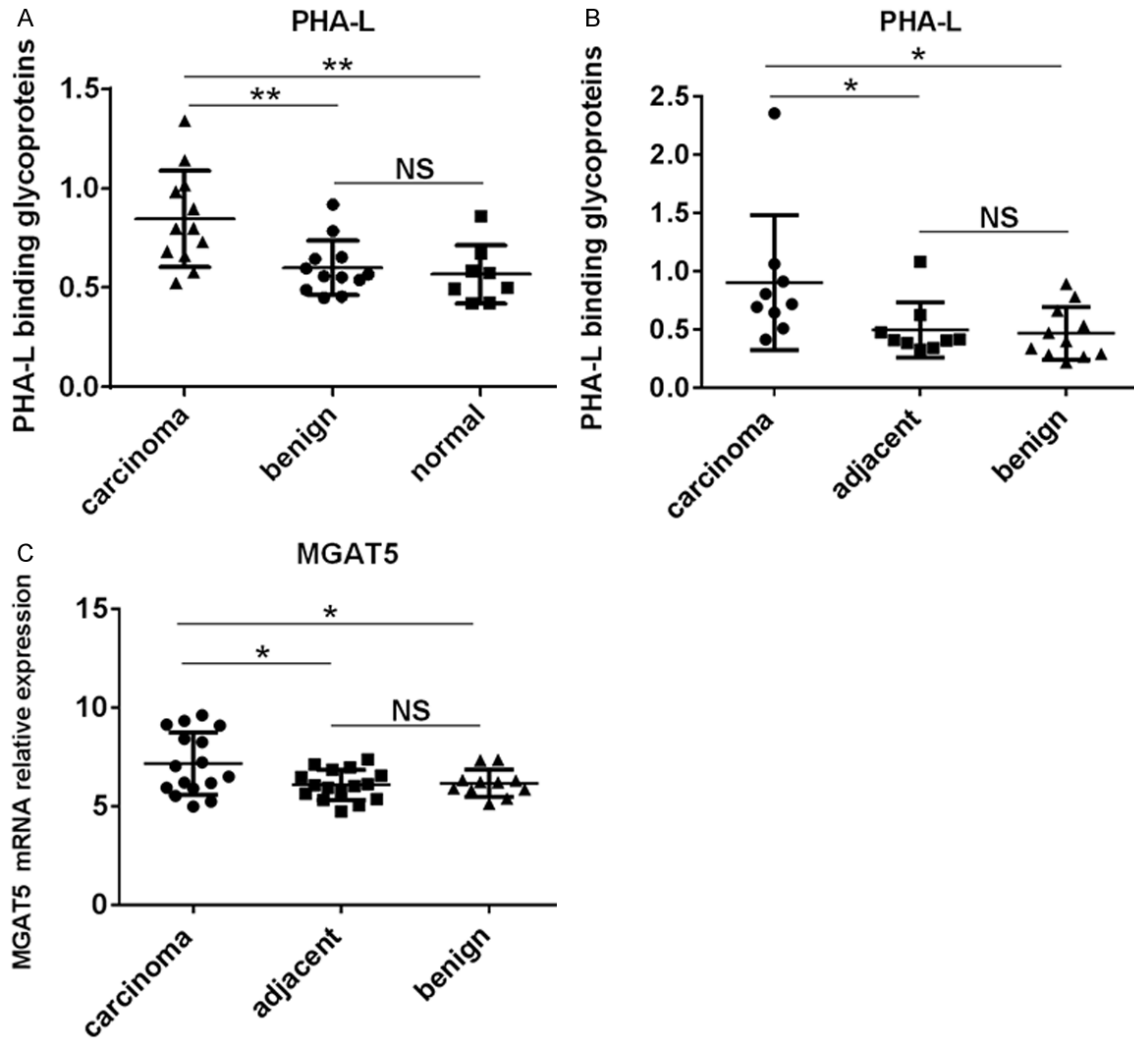 A
PHA-L
PHA-L binding glycoproteins
1.5
1.0
0.5
0.0
**
**
NS
carcinoma
benign
normal
B
PHA-L
PHA-L binding glycoproteins
2.5
2.0
1.5
1.0
0.5
0.0
*
*
NS
carcinoma
adjacent
benign
C
MGAT5
MGAT5 mRNA relative expression
15
10
5
0
*
*
NS
carcinoma
adjacent
benign